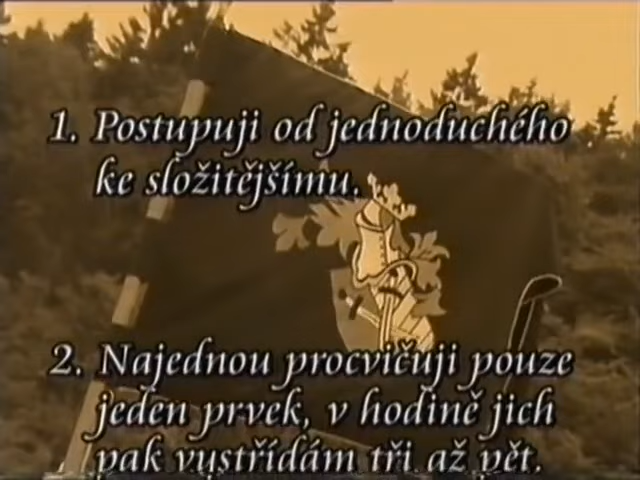 1. Postupuji od jednoduchého
ke složitějšímu.
2. Najednou procvičuji pouze
jeden prvek, v hodině jich
pak vystřídám tři až pět.